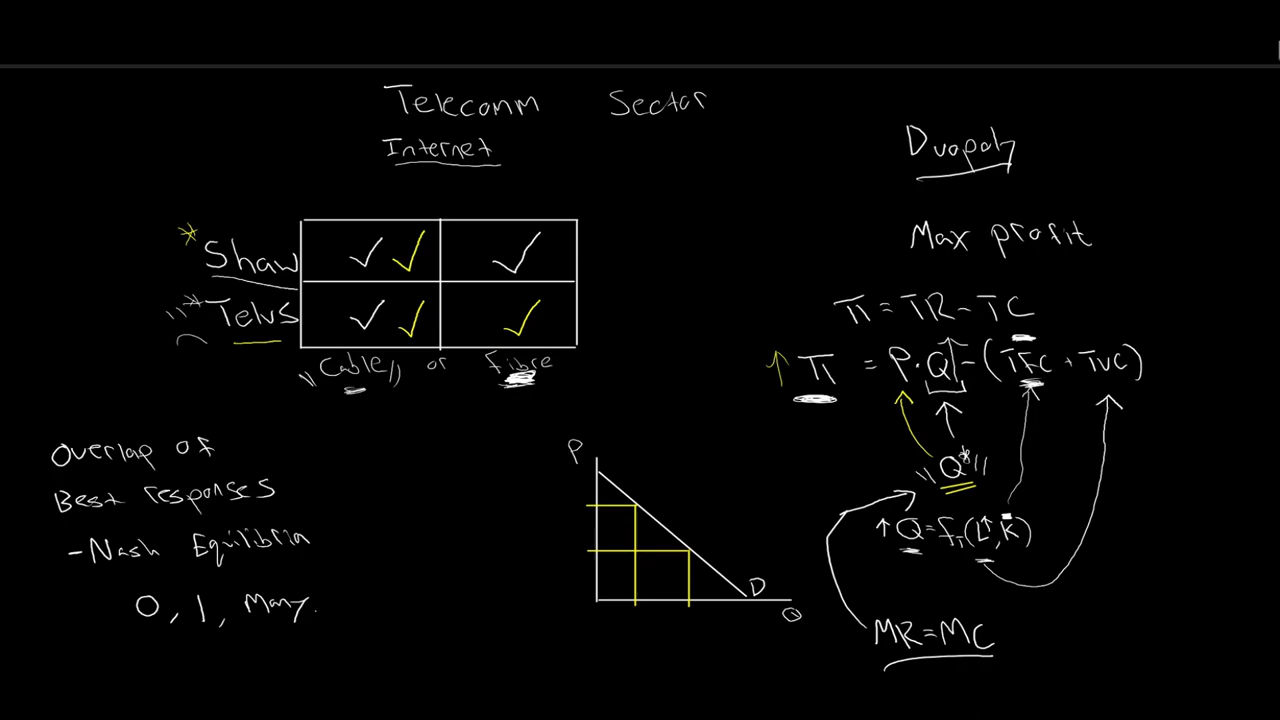 Telecomm Sector
Internet
Duopoly
Max profit
* Shaw ✓ ✓ ✓
"* Telus ✓ ✓ ✓
"Cable" or Fibre
π = TR - TC
↑ π = P · Q - (TFC + TVC)
Overlap of
Best responses
- Nash Equilibria
0, 1, Many.
P
D
Q
"Q*"
↑ Q = f_T(L↑, K̄)
MR = MC